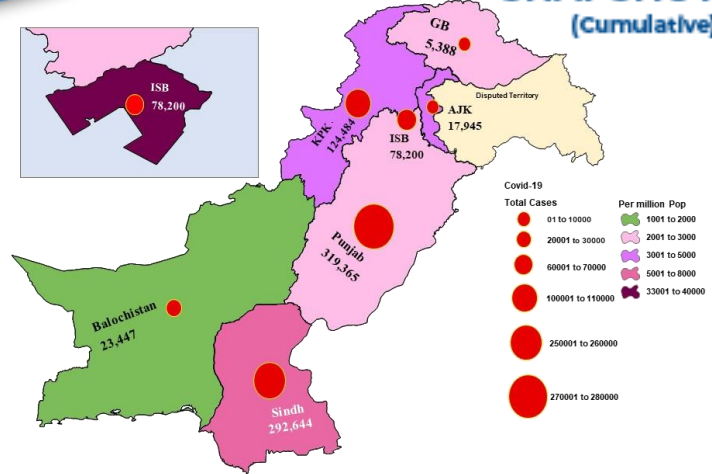 (Cumulative)
GB
5,388
ISB
78,200
Disputed Territory
AJK
17,945
KPK
124,484
ISB
78,200
Punjab
319,365
Balochistan
23,447
Sindh
292,644
Covid-19
Total Cases
01 to 10000
20001 to 30000
60001 to 70000
100001 to 110000
250001 to 260000
270001 to 280000
Per million Pop
1001 to 2000
2001 to 3000
3001 to 5000
5001 to 8000
33001 to 40000